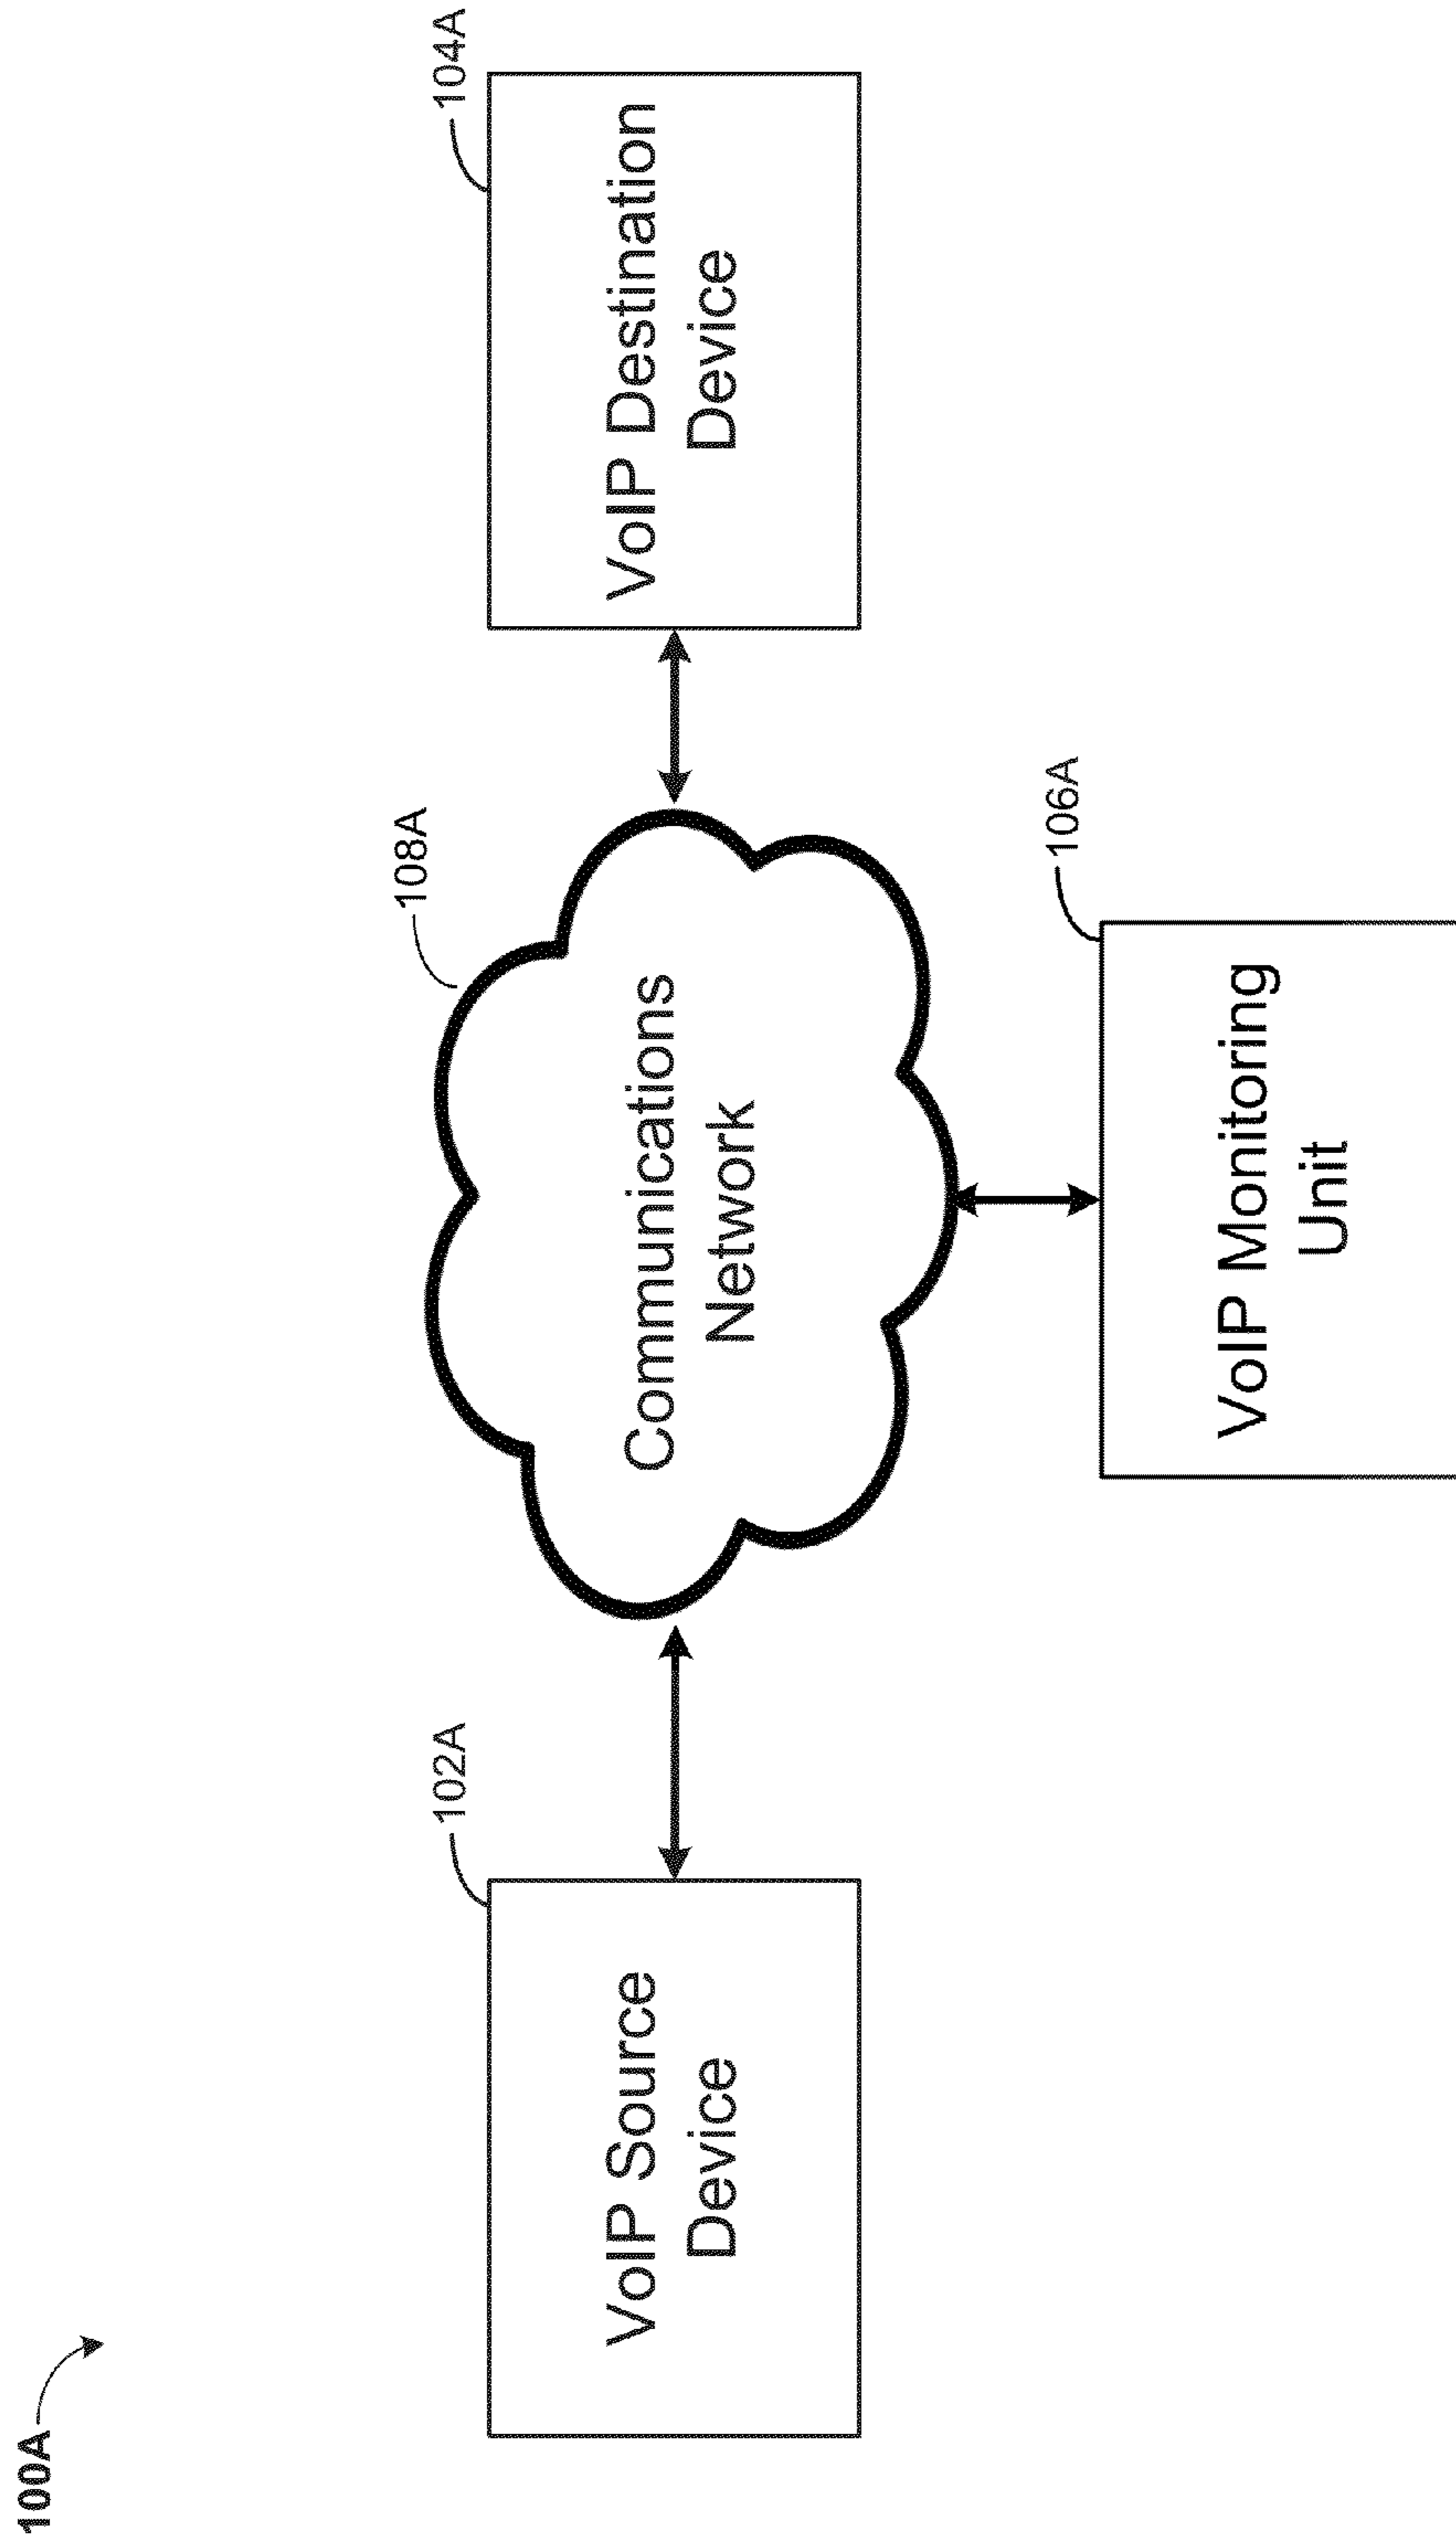 100A
108A
102A
104A
VoIP Source
Device
Communications
Network
VoIP Destination
Device
106A
VoIP Monitoring
Unit